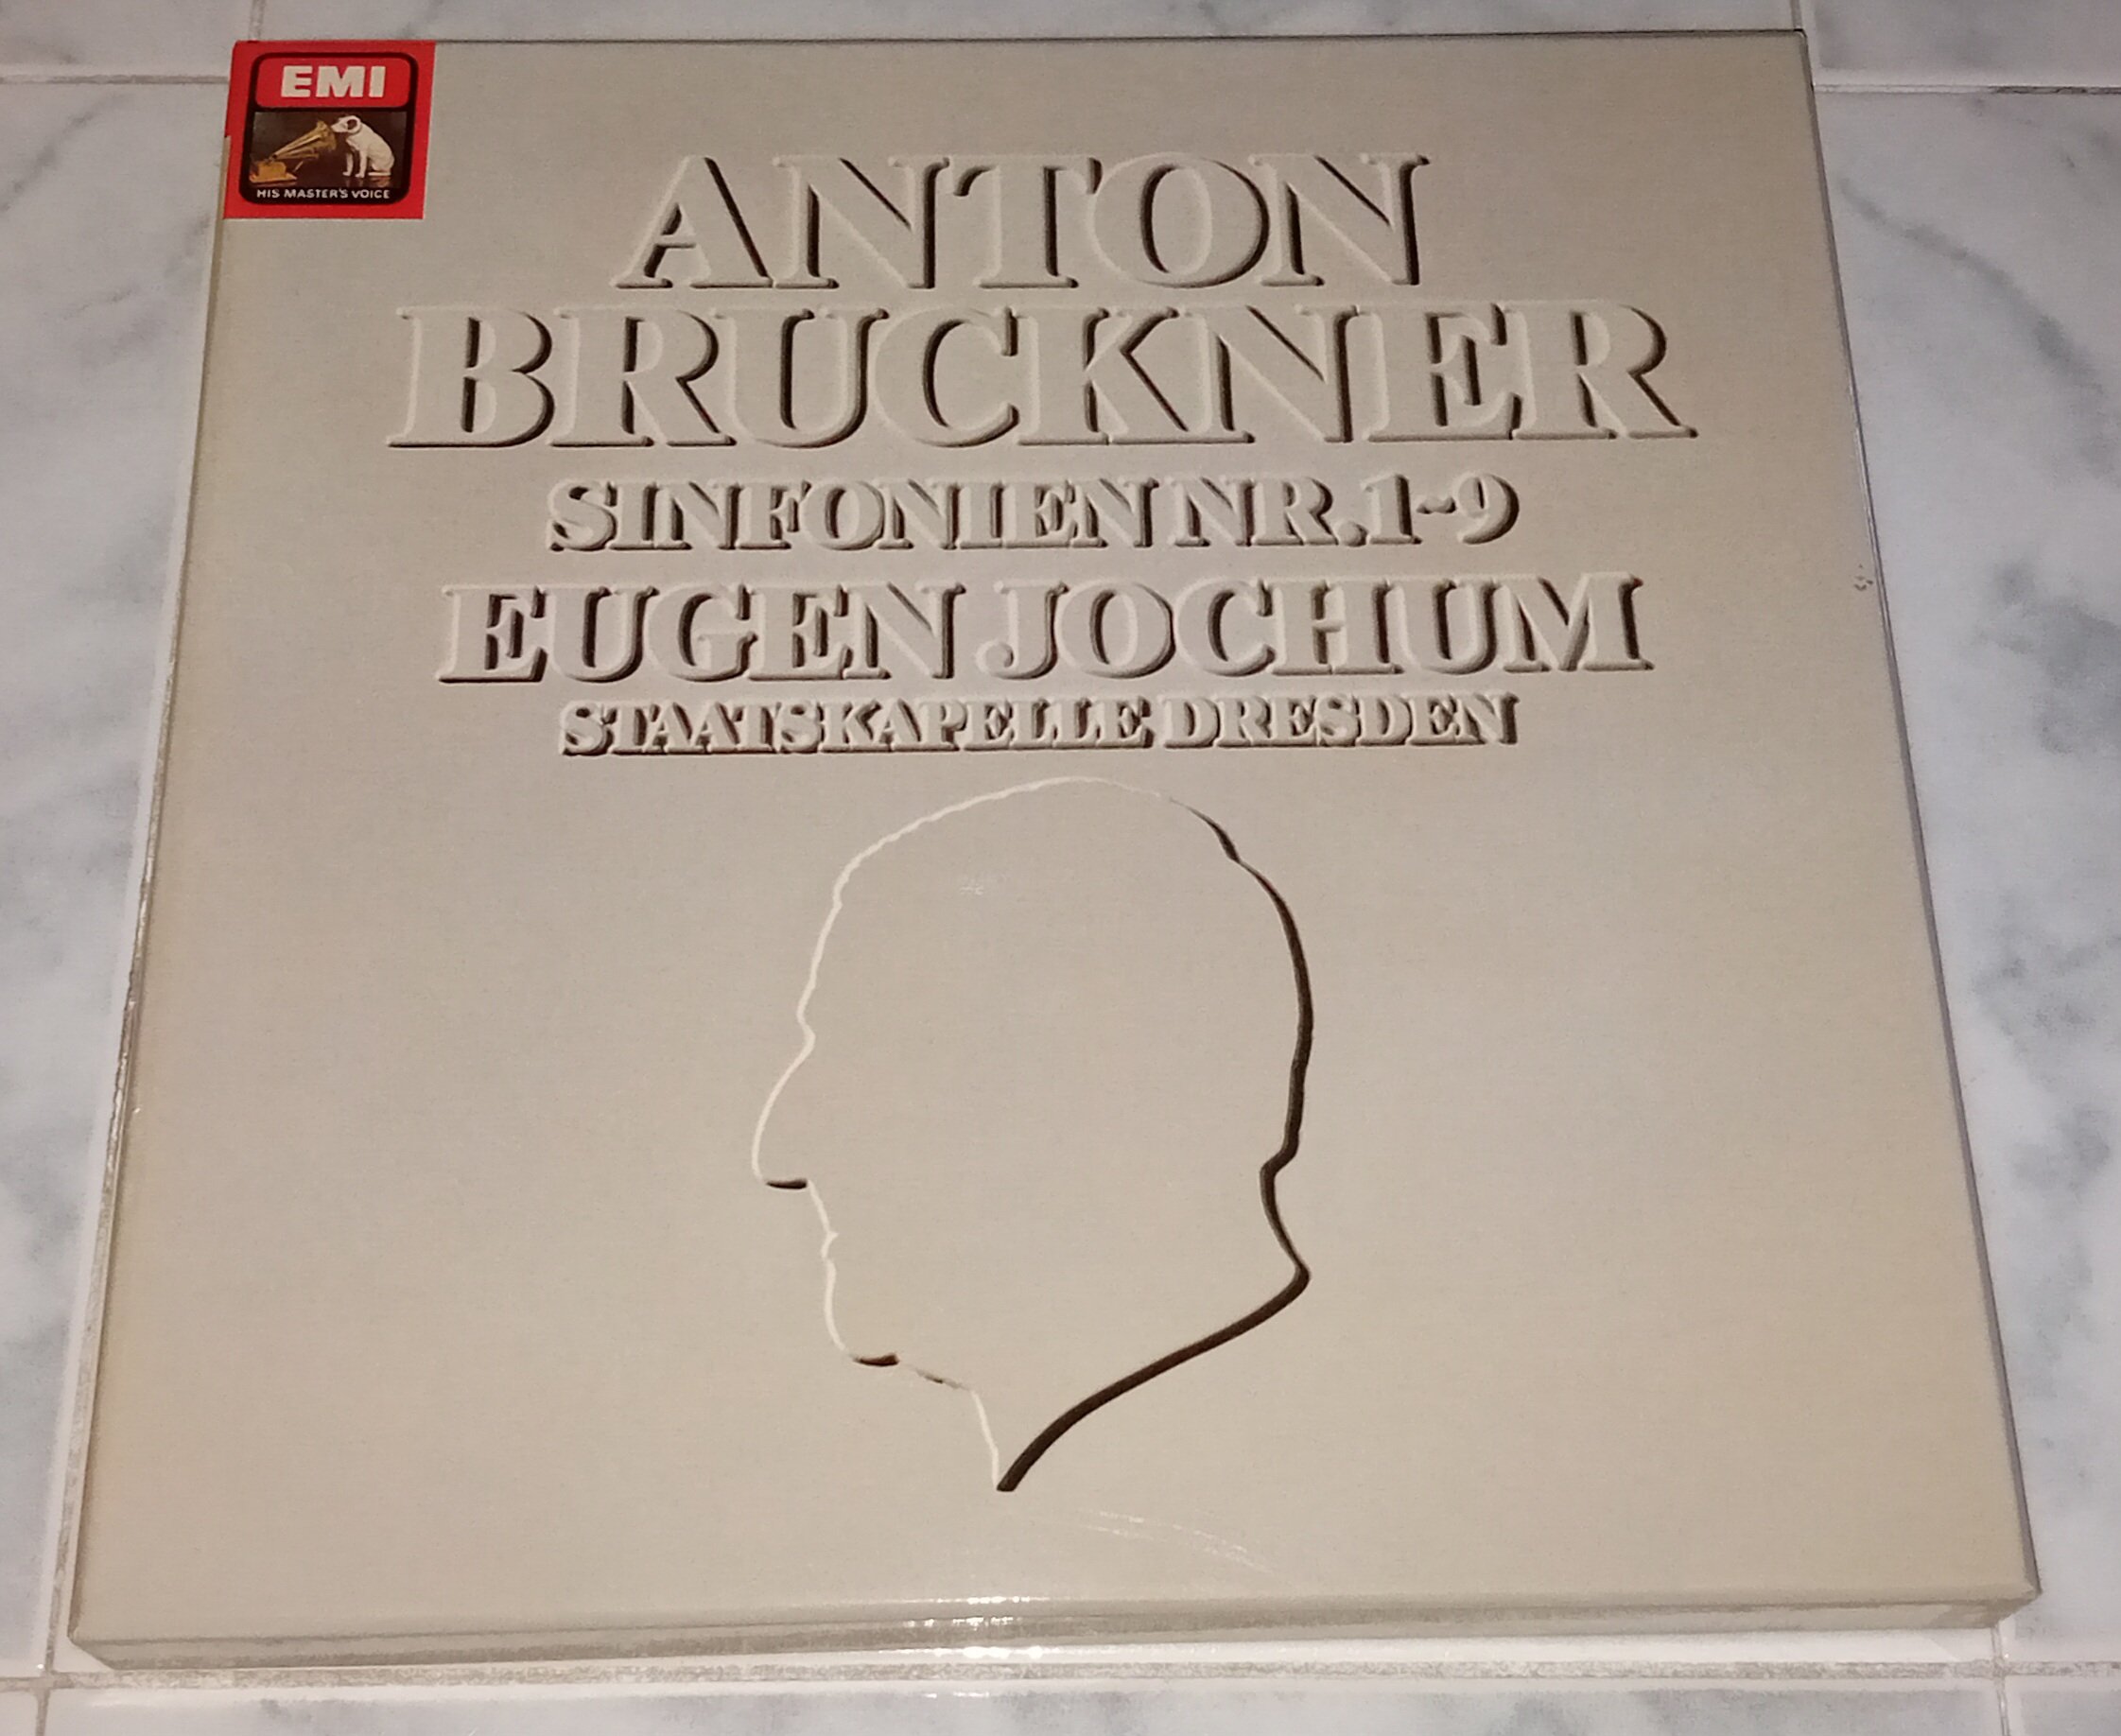 EMI
HIS MASTER'S VOICE
ANTON
BRUCKNER
SINFONIEN NR. 1-9
EUGEN JOCHUM
STAATSKAPELLE DRESDEN